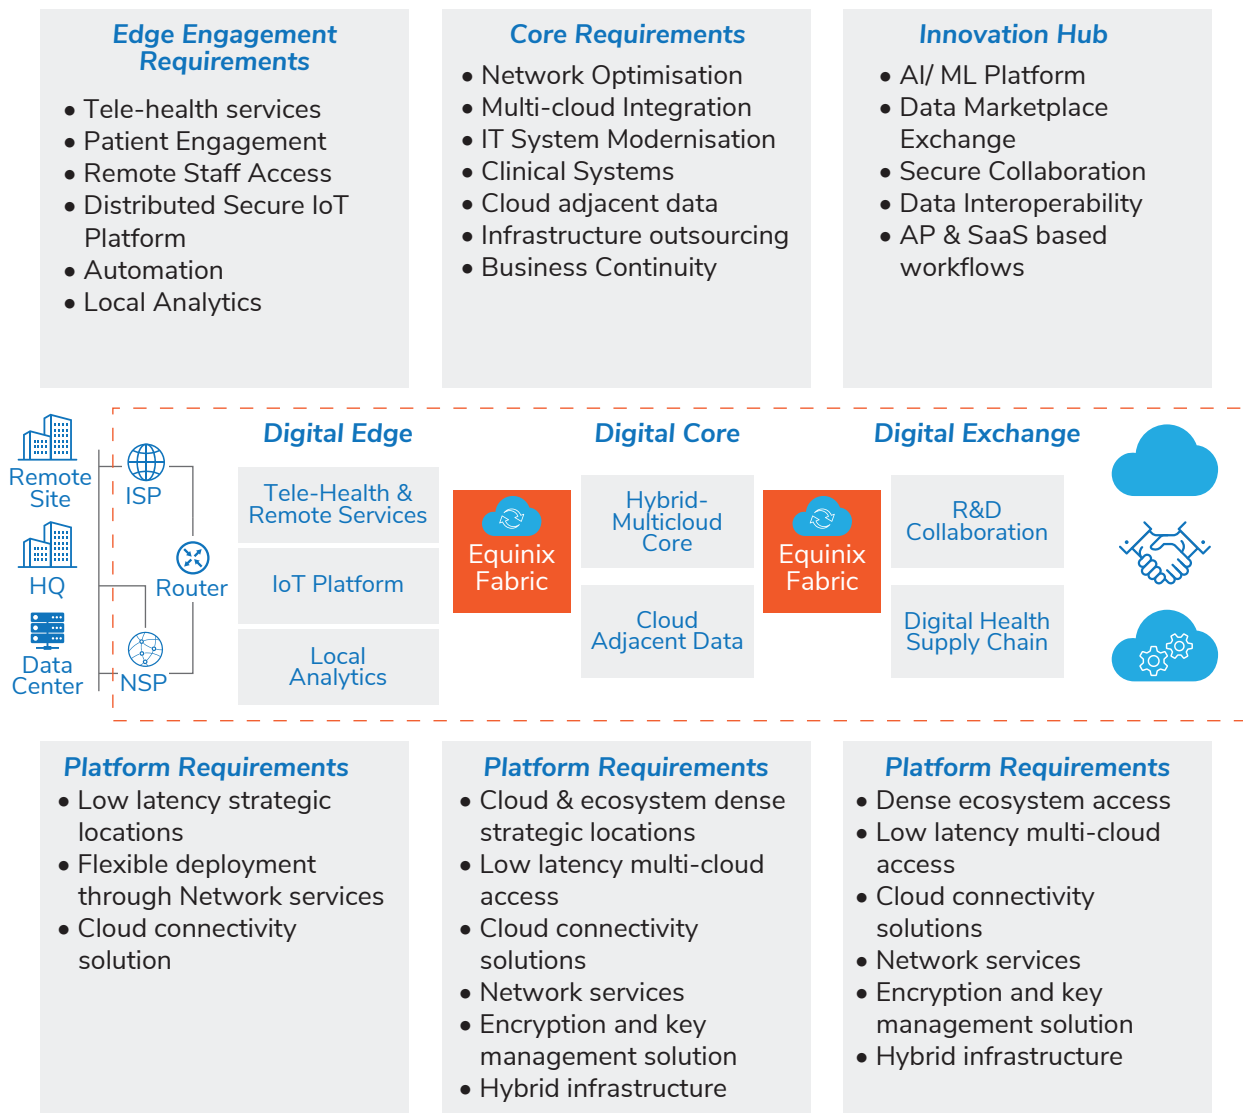 Edge Engagement
Requirements
• Tele-health services
• Patient Engagement
• Remote Staff Access
• Distributed Secure IoT
Platform
• Automation
• Local Analytics
Core Requirements
• Network Optimisation
• Multi-cloud Integration
• IT System Modernisation
• Clinical Systems
• Cloud adjacent data
• Infrastructure outsourcing
• Business Continuity
Innovation Hub
• AI/ ML Platform
• Data Marketplace
Exchange
• Secure Collaboration
• Data Interoperability
• AP & SaaS based
workflows
Remote
Site
HQ
Data
Center
ISP
Router
NSP
Digital Edge
Tele-Health &
Remote Services
IoT Platform
Local
Analytics
Equinix
Fabric
Digital Core
Hybrid-
Multicloud
Core
Cloud
Adjacent Data
Equinix
Fabric
Digital Exchange
R&D
Collaboration
Digital Health
Supply Chain
Platform Requirements
• Low latency strategic
locations
• Flexible deployment
through Network services
• Cloud connectivity
solution
Platform Requirements
• Cloud & ecosystem dense
strategic locations
• Low latency multi-cloud
access
• Cloud connectivity
solutions
• Network services
• Encryption and key
management solution
• Hybrid infrastructure
Platform Requirements
• Dense ecosystem access
• Low latency multi-cloud
access
• Cloud connectivity
solutions
• Network services
• Encryption and key
management solution
• Hybrid infrastructure